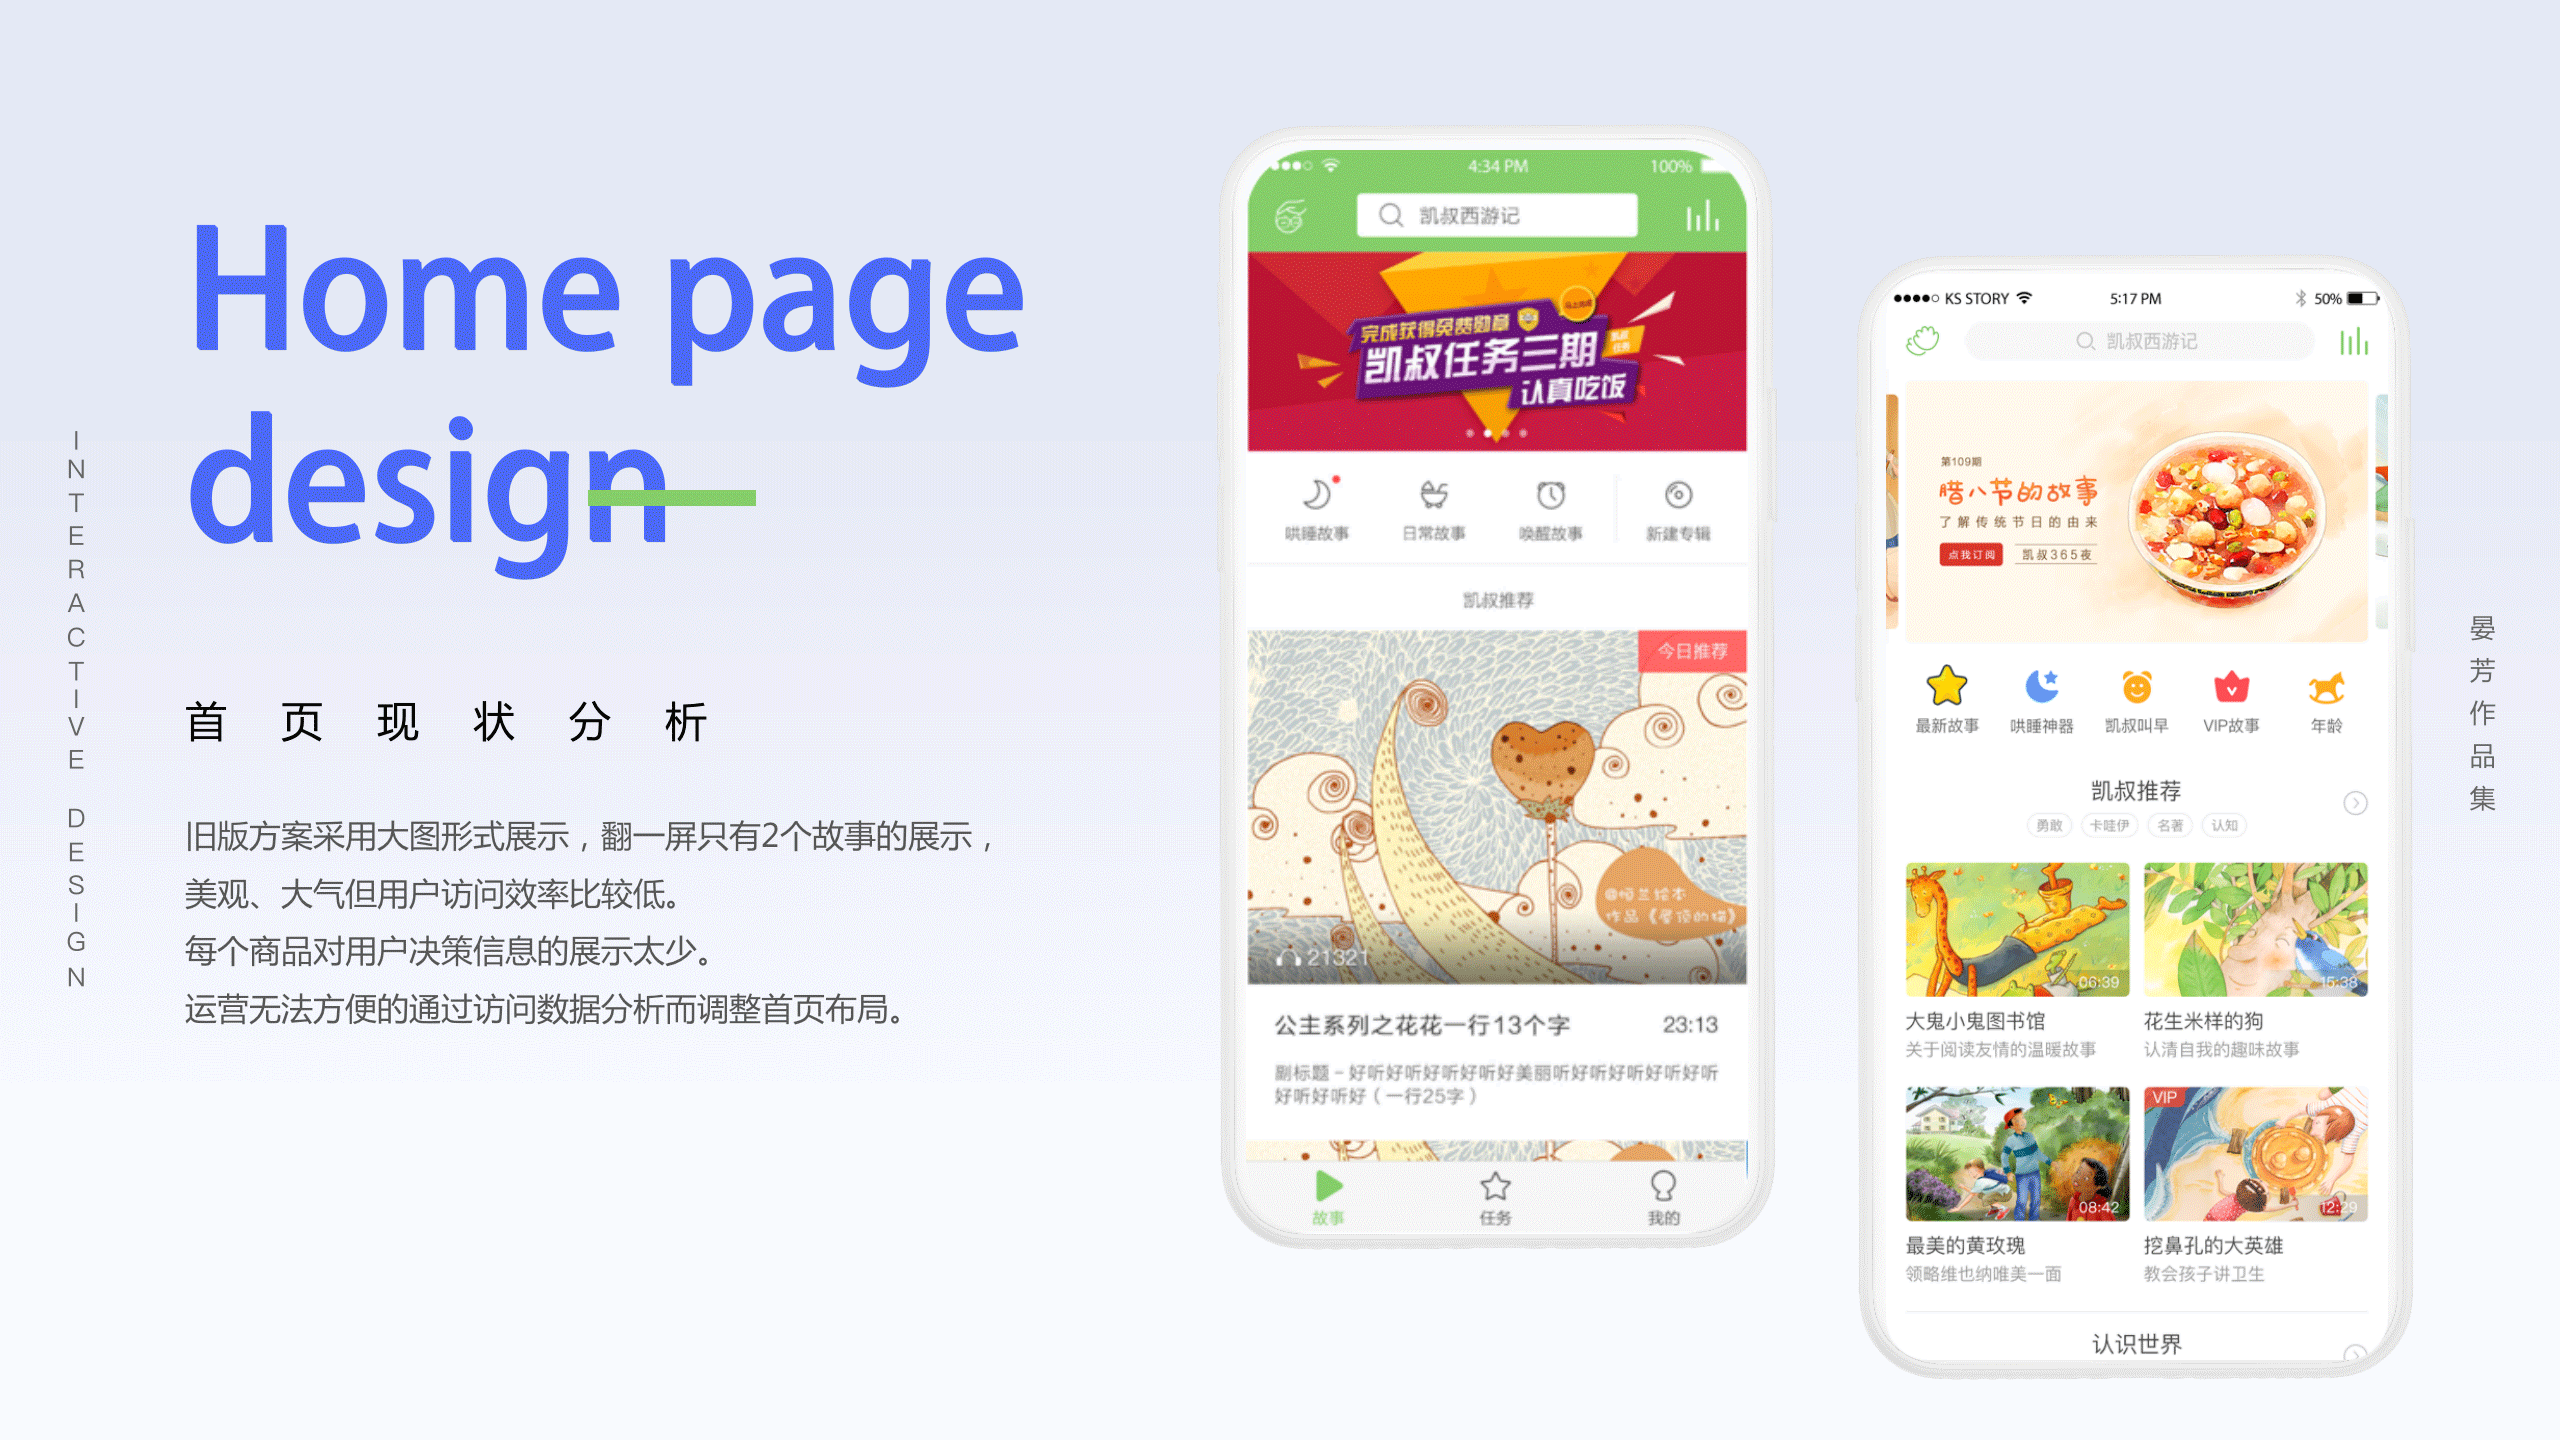 Home page
design
首页现状分析
旧版方案采用大图形式展示，翻一屏只有2个故事的展示，
美观、大气但用户访问效率比较低。
每个商品对用户决策信息的展示太少。
运营无法方便的通过访问数据分析而调整首页布局。
INTERACTIVE DESIGN
4:34 PM
100%
凯叔西游记
完成获得免费勋章
凯叔任务三期
凯叔任务
认真吃饭
哄睡故事
日常故事
唤醒故事
新建专辑
凯叔推荐
今日推荐
@恒兰绘本
作品《屋顶的猫》
21321
公主系列之花花一行13个字
23:13
副标题－好听好听好听好听好美丽听好听好听好听好听
好听好听好（一行25字）
故事
任务
我的
KS STORY
5:17 PM
50%
凯叔西游记
第109期
腊八节的故事
了解传统节日的由来
点我订阅
凯叔365夜
最新故事
哄睡神器
凯叔叫早
VIP故事
年龄
凯叔推荐
勇敢
卡哇伊
名著
认知
06:39
15:38
大鬼小鬼图书馆
花生米样的狗
关于阅读友情的温暖故事
认清自我的趣味故事
VIP
08:42
12:29
最美的黄玫瑰
挖鼻孔的大英雄
领略维也纳唯美一面
教会孩子讲卫生
认识世界
晏芳作品集